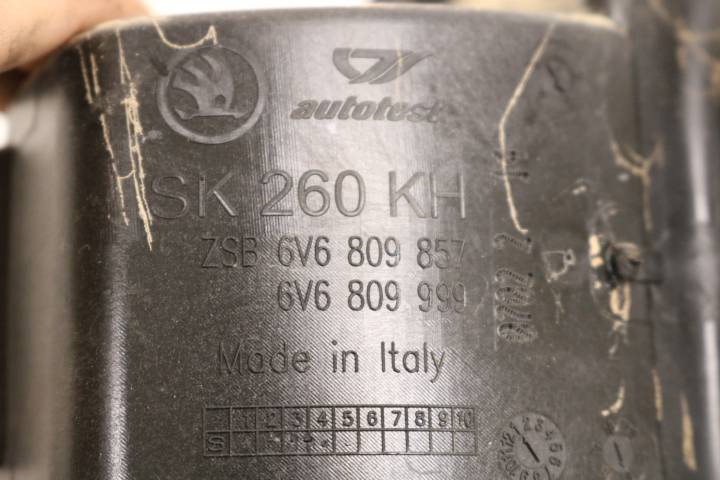 autotest
SK 260 KH
ZSB 6V6 809 857
6V6 809 999
Made in Italy
1 2 3 4 5 6 7 8 9 10
S